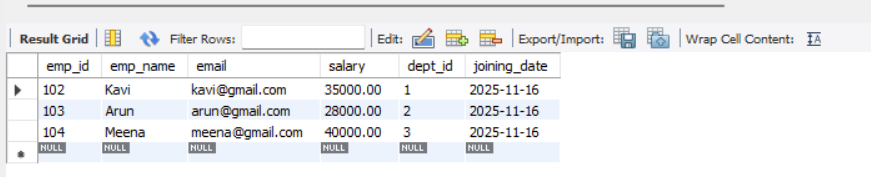 Result Grid Filter Rows: Edit: Export/Import: Wrap Cell Content: IA
emp_id emp_name email salary dept_id joining_date
102 Kavi kavi@gmail.com 35000.00 1 2025-11-16
103 Arun arun@gmail.com 28000.00 2 2025-11-16
104 Meena meena@gmail.com 40000.00 3 2025-11-16
NULL NULL NULL NULL NULL NULL